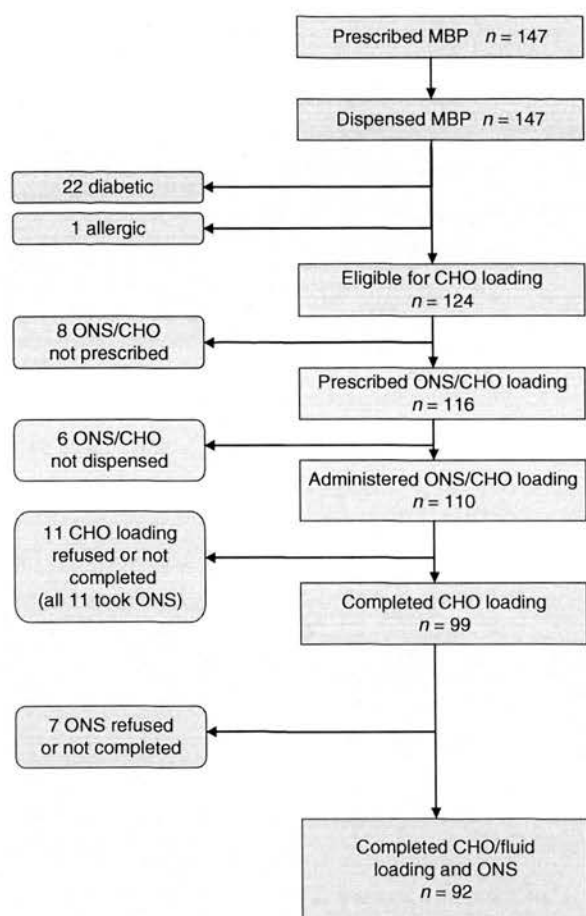 Prescribed MBP n = 147
Dispensed MBP n = 147
22 diabetic
1 allergic
Eligible for CHO loading
n = 124
8 ONS/CHO
not prescribed
Prescribed ONS/CHO loading
n = 116
6 ONS/CHO
not dispensed
Administered ONS/CHO loading
n = 110
11 CHO loading
refused or not
completed
(all 11 took ONS)
Completed CHO loading
n = 99
7 ONS refused
or not completed
Completed CHO/fluid
loading and ONS
n = 92